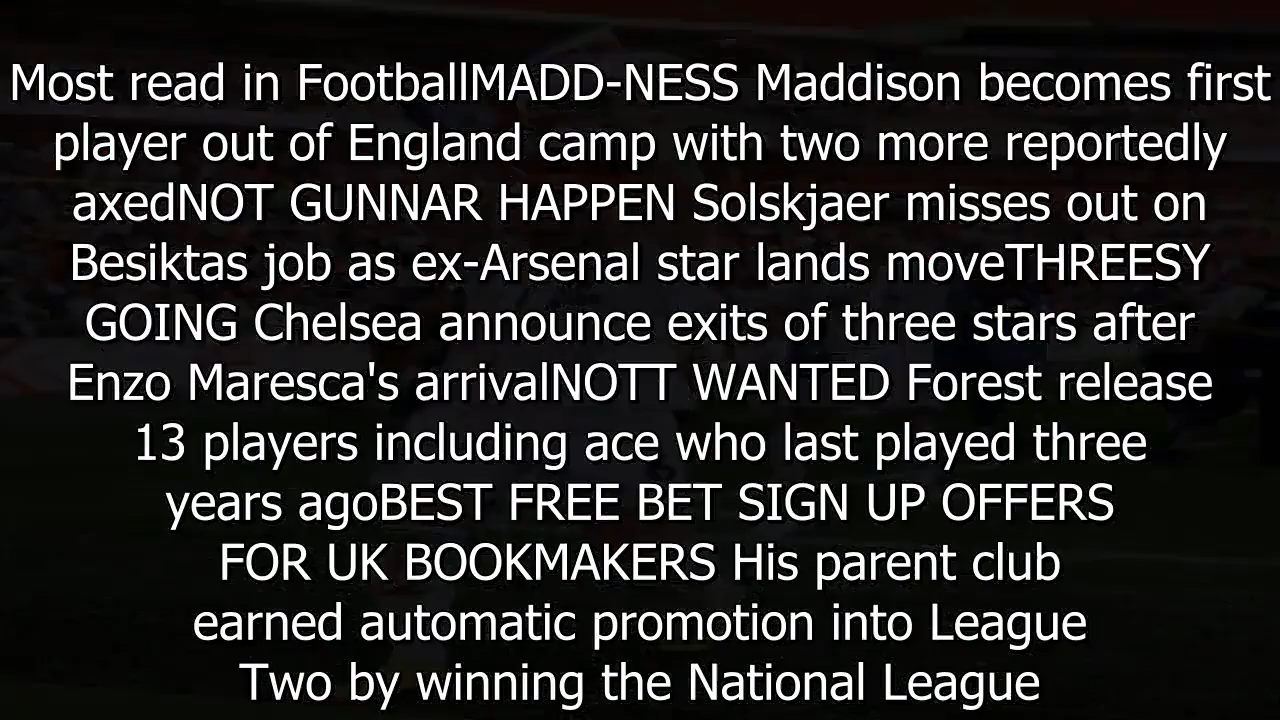 Most read in FootballMADD-NESS Maddison becomes first
player out of England camp with two more reportedly
axedNOT GUNNAR HAPPEN Solskjaer misses out on
Besiktas job as ex-Arsenal star lands moveTHREESY
GOING Chelsea announce exits of three stars after
Enzo Maresca's arrivalNOTT WANTED Forest release
13 players including ace who last played three
years agoBEST FREE BET SIGN UP OFFERS
FOR UK BOOKMAKERS His parent club
earned automatic promotion into League
Two by winning the National League